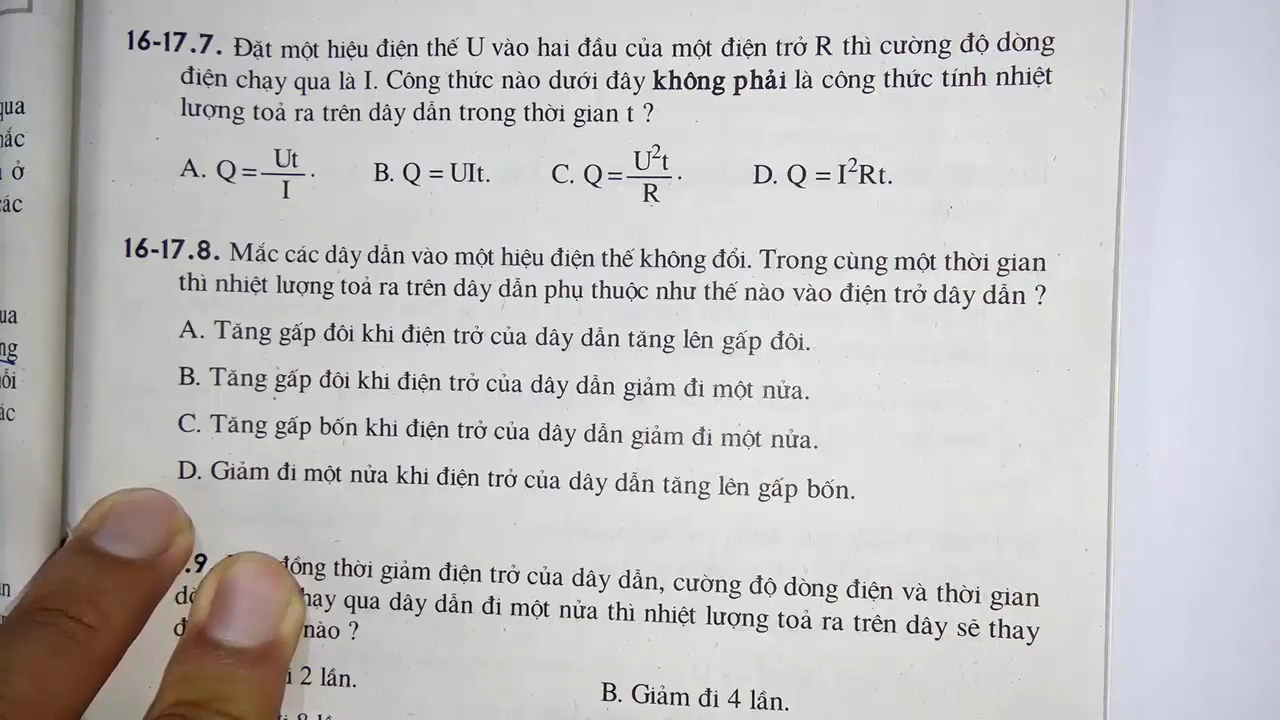 qua
ở
các
ua
ng
ác
16-17.7. Đặt một hiệu điện thế U vào hai đầu của một điện trở R thì cường độ dòng
điện chạy qua là I. Công thức nào dưới đây không phải là công thức tính nhiệt
lượng toả ra trên dây dẫn trong thời gian t ?
A. Q = Ut/I. B. Q = UIt. C. Q = U²t/R. D. Q = I²Rt.
16-17.8. Mắc các dây dẫn vào một hiệu điện thế không đổi. Trong cùng một thời gian
thì nhiệt lượng toả ra trên dây dẫn phụ thuộc như thế nào vào điện trở dây dẫn ?
A. Tăng gấp đôi khi điện trở của dây dẫn tăng lên gấp đôi.
B. Tăng gấp đôi khi điện trở của dây dẫn giảm đi một nửa.
C. Tăng gấp bốn khi điện trở của dây dẫn giảm đi một nửa.
D. Giảm đi một nửa khi điện trở của dây dẫn tăng lên gấp bốn.
.9 đồng thời giảm điện trở của dây dẫn, cường độ dòng điện và thời gian
chạy qua dây dẫn đi một nửa thì nhiệt lượng toả ra trên dây sẽ thay
nào ?
2 lần. B. Giảm đi 4 lần.